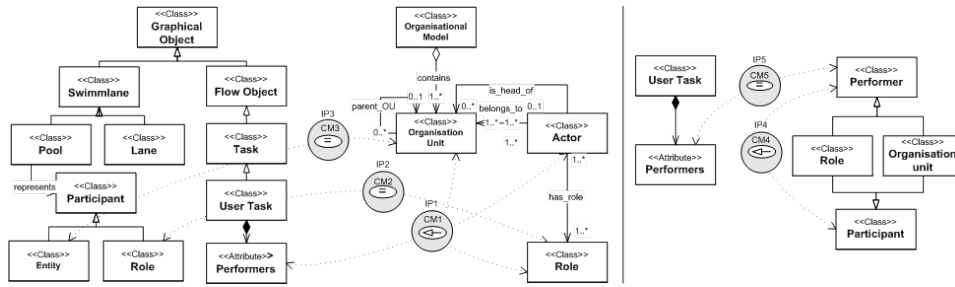 <<Class>>
Graphical
Object
<<Class>>
Swimlane
<<Class>>
Flow Object
<<Class>>
Pool
<<Class>>
Lane
<<Class>>
Task
represents
<<Class>>
Participant
<<Class>>
User Task
<<Class>>
Entity
<<Class>>
Role
<<Attribute>>
Performers
<<Class>>
Organisational
Model
contains
0..1
1..*
parent_OU
0..*
IP3
CM3
=
<<Class>>
Organisation
Unit
is_head_of
0..*
belongs_to
0..1
1..*
1..*
1..*
<<Class>>
Actor
1..*
IP2
CM2
=
IP1
CM1
has_role
1..*
<<Class>>
Role
<<Class>>
User Task
<<Attribute>>
Performers
IP5
CM5
=
IP4
CM4
<<Class>>
Performer
<<Class>>
Role
<<Class>>
Organisation
unit
<<Class>>
Participant